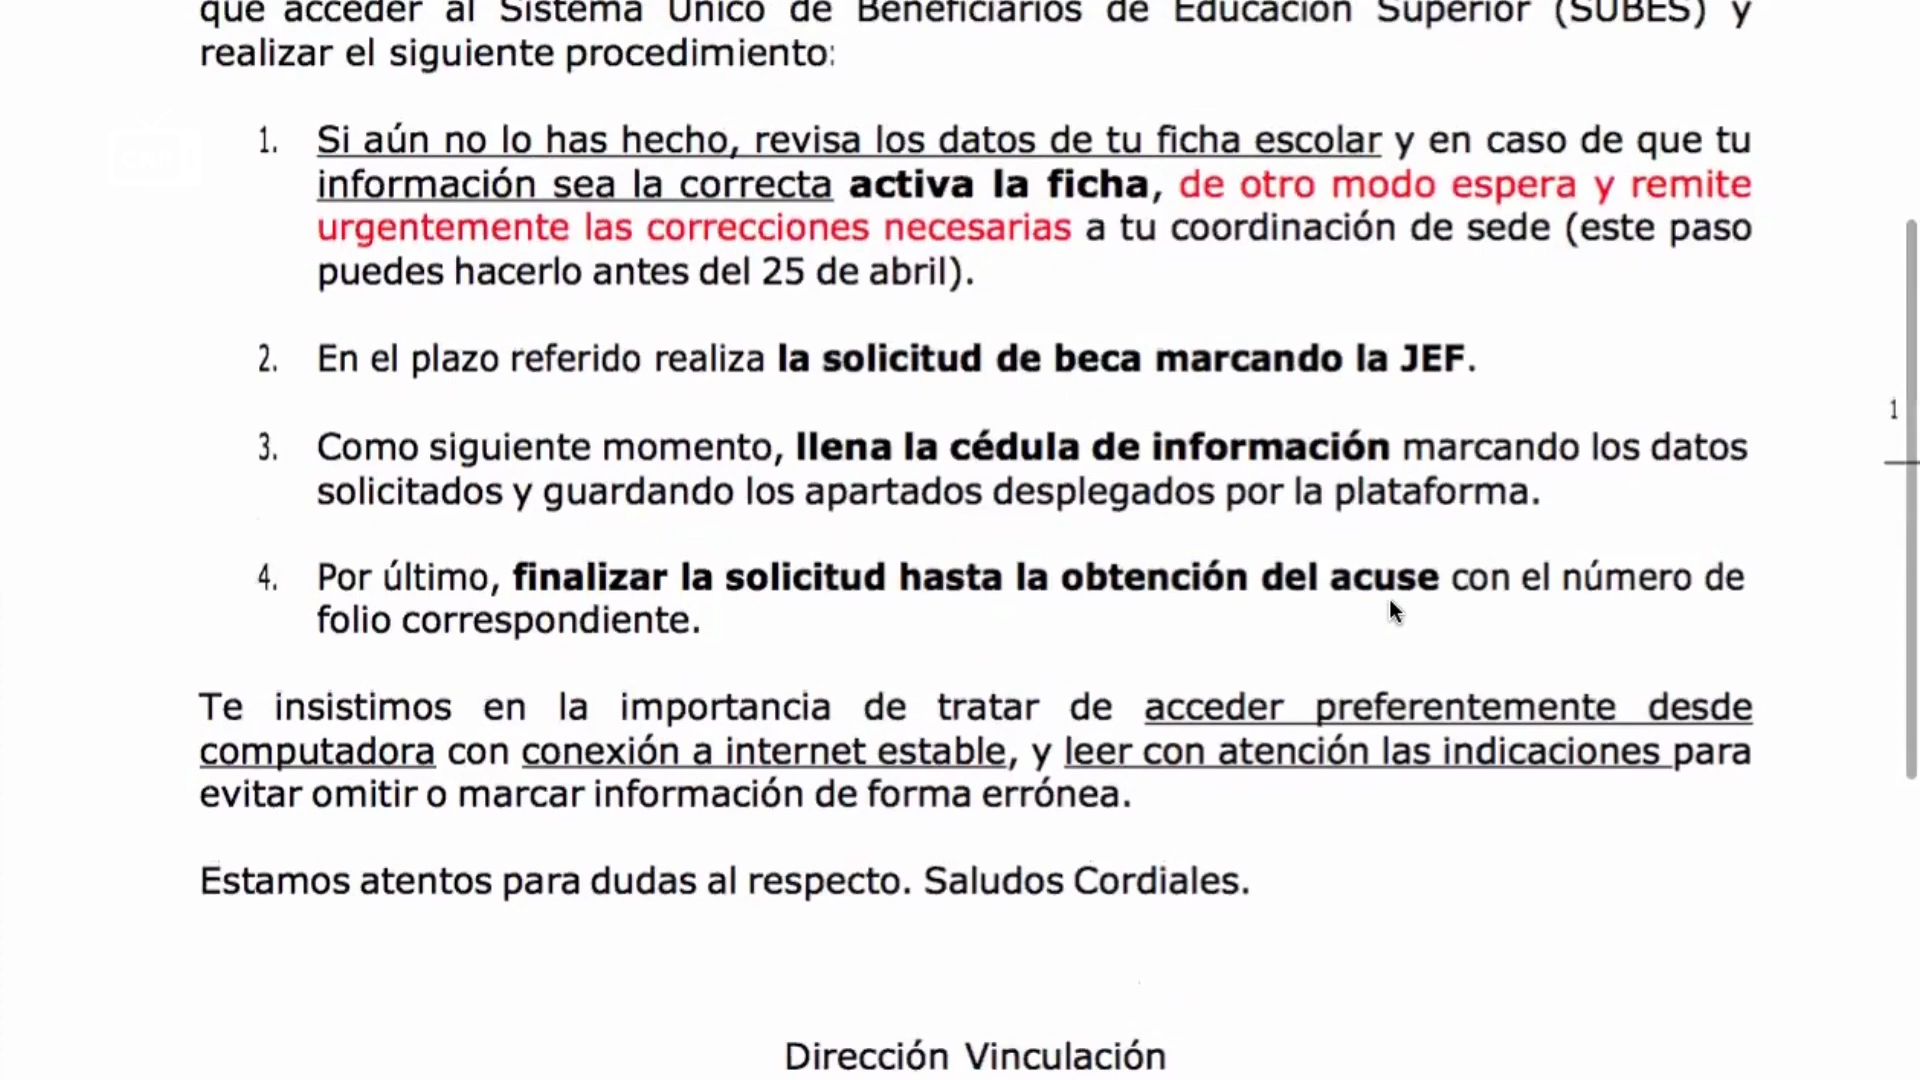 que acceder al Sistema Único de Beneficiarios de Educación Superior (SUBES) y
realizar el siguiente procedimiento:
1. Si aún no lo has hecho, revisa los datos de tu ficha escolar y en caso de que tu
información sea la correcta activa la ficha, de otro modo espera y remite
urgentemente las correcciones necesarias a tu coordinación de sede (este paso
puedes hacerlo antes del 25 de abril).
2. En el plazo referido realiza la solicitud de beca marcando la JEF.
1
3. Como siguiente momento, llena la cédula de información marcando los datos
solicitados y guardando los apartados desplegados por la plataforma.
4. Por último, finalizar la solicitud hasta la obtención del acuse con el número de
folio correspondiente.
Te insistimos en la importancia de tratar de acceder preferentemente desde
computadora con conexión a internet estable, y leer con atención las indicaciones para
evitar omitir o marcar información de forma errónea.
Estamos atentos para dudas al respecto. Saludos Cordiales.
Dirección Vinculación